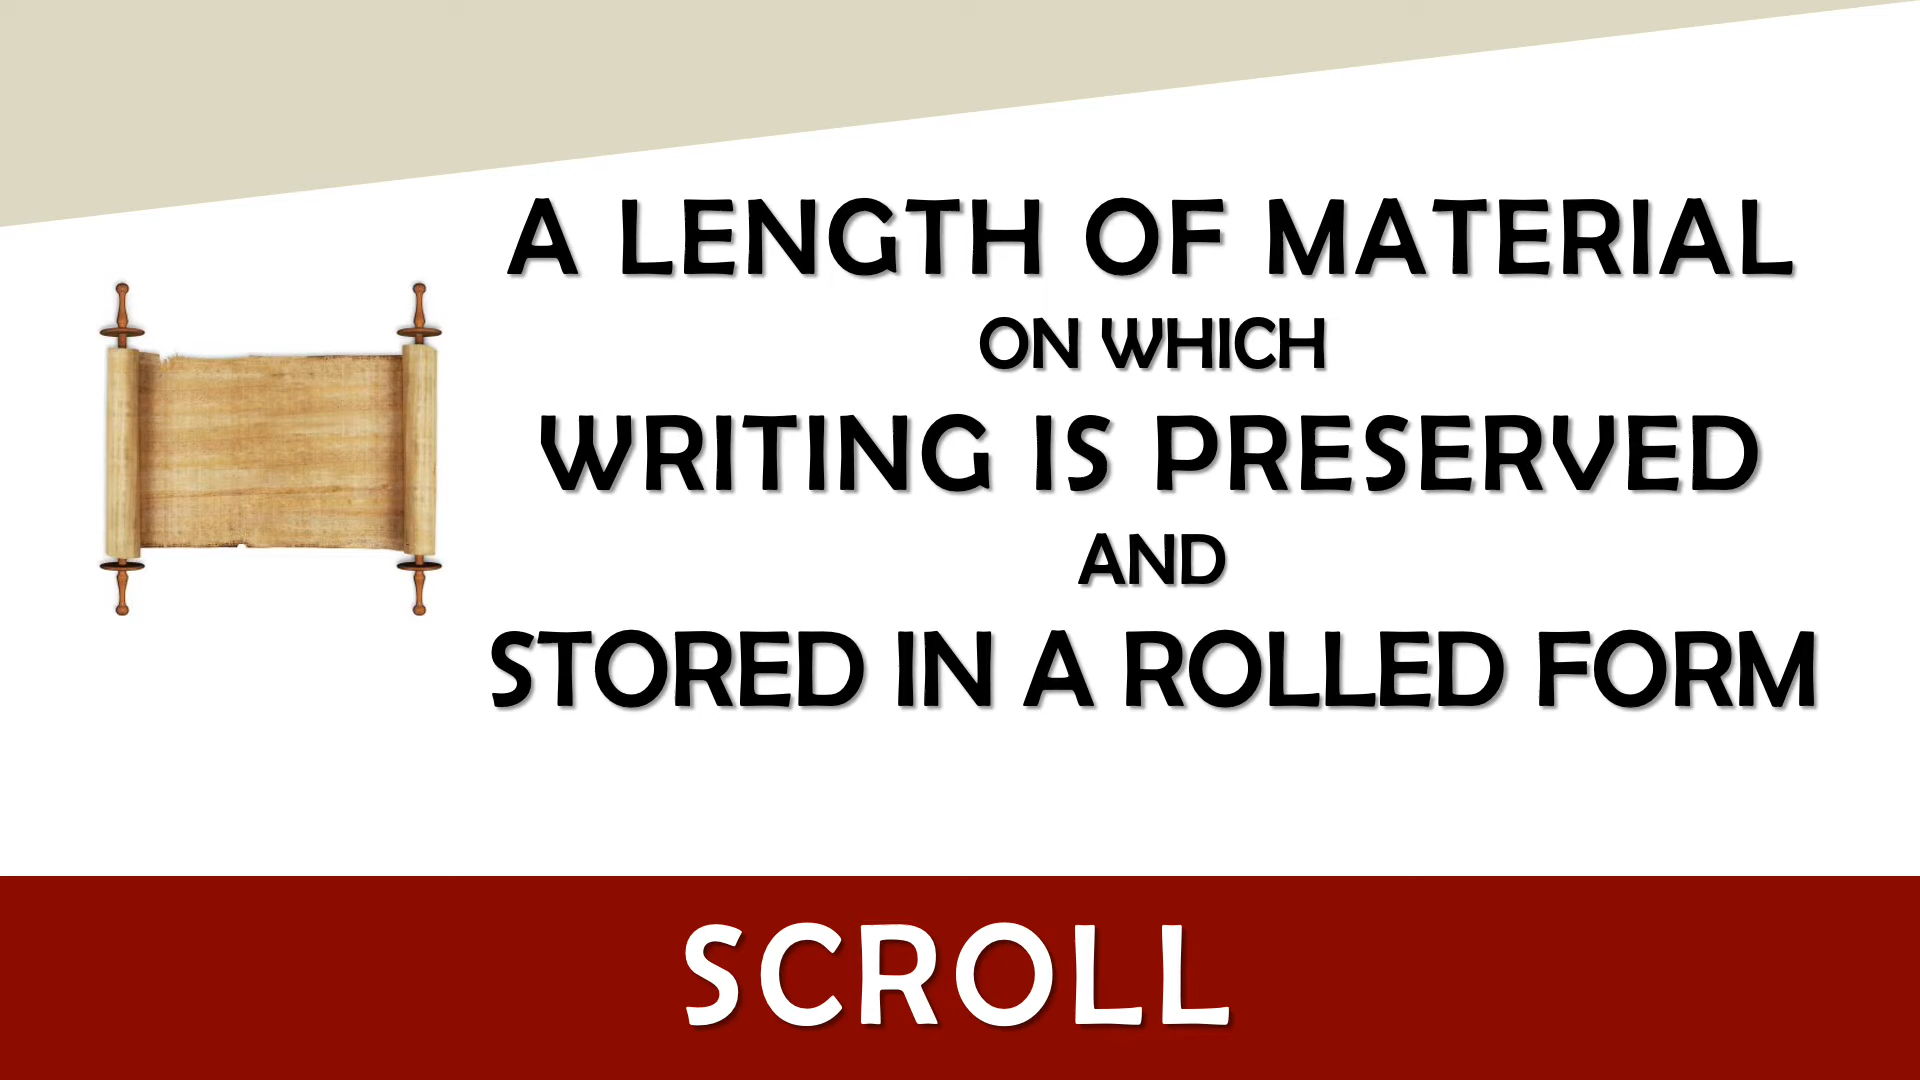 A LENGTH OF MATERIAL
ON WHICH
WRITING IS PRESERVED
AND
STORED IN A ROLLED FORM
SCROLL